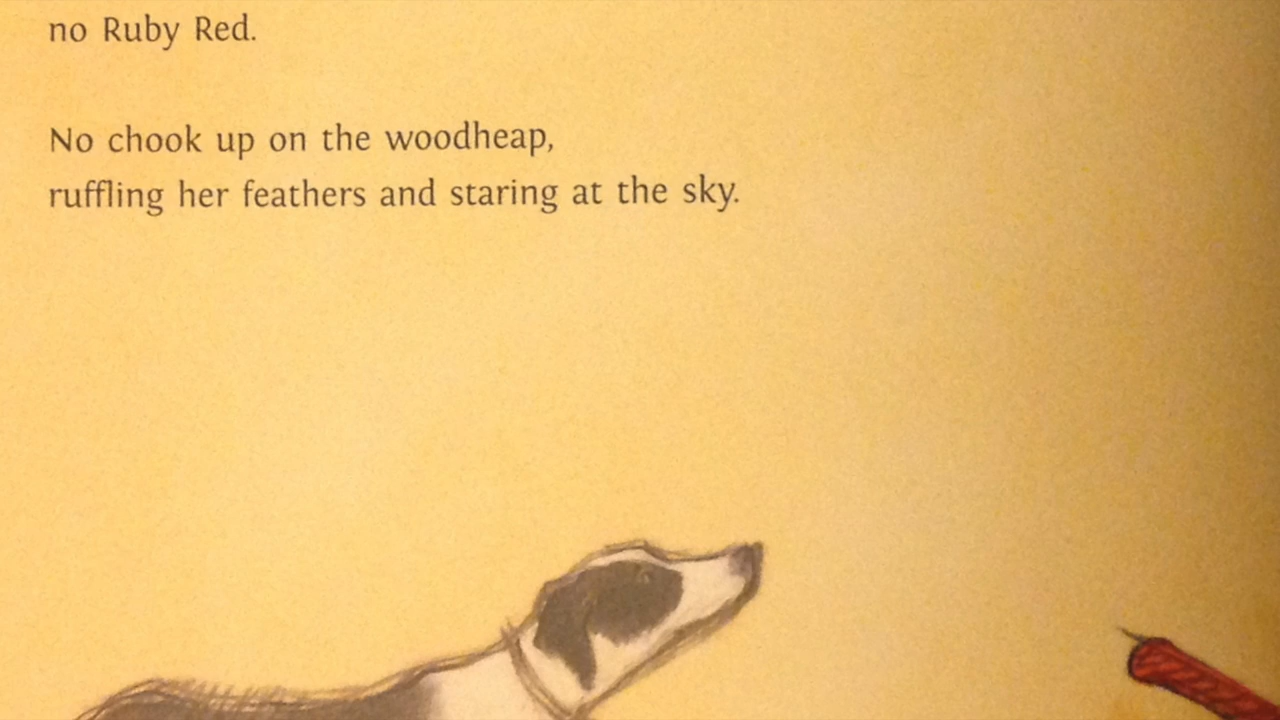 no Ruby Red.
No chook up on the woodheap,
ruffling her feathers and staring at the sky.